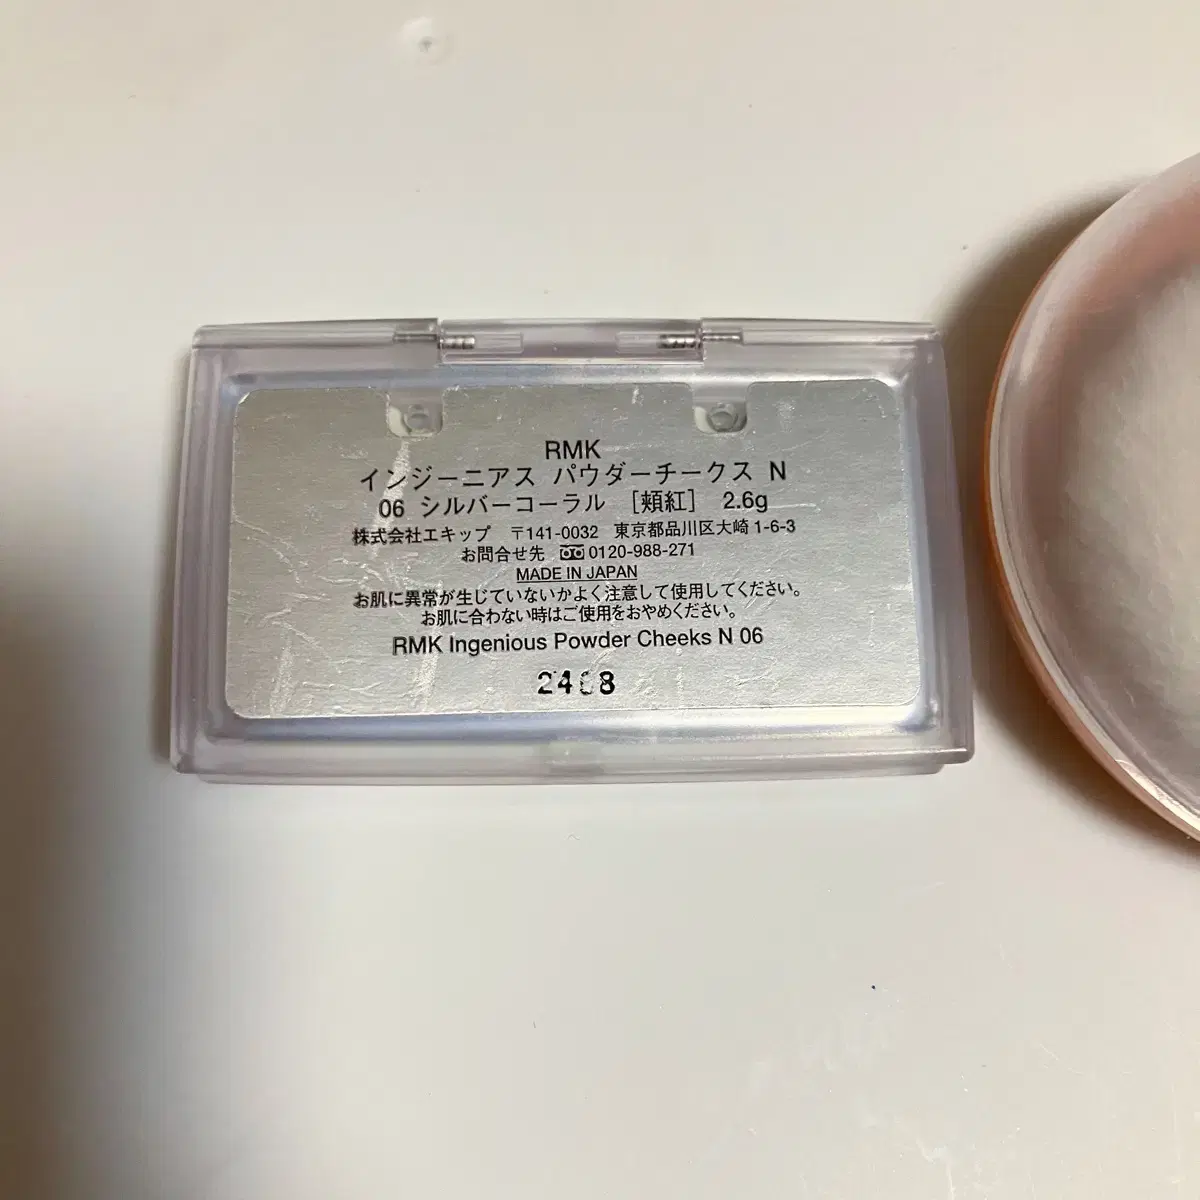 RMK
インジーニアス パウダーチークス N
06 シルバーコーラル [頬紅] 2.6g
株式会社エキップ 〒141-0032 東京都品川区大崎1-6-3
お問合せ先 0120-988-271
MADE IN JAPAN
お肌に異常が生じていないかよく注意して使用してください。
お肌に合わない時はご使用をおやめください。
RMK Ingenious Powder Cheeks N 06